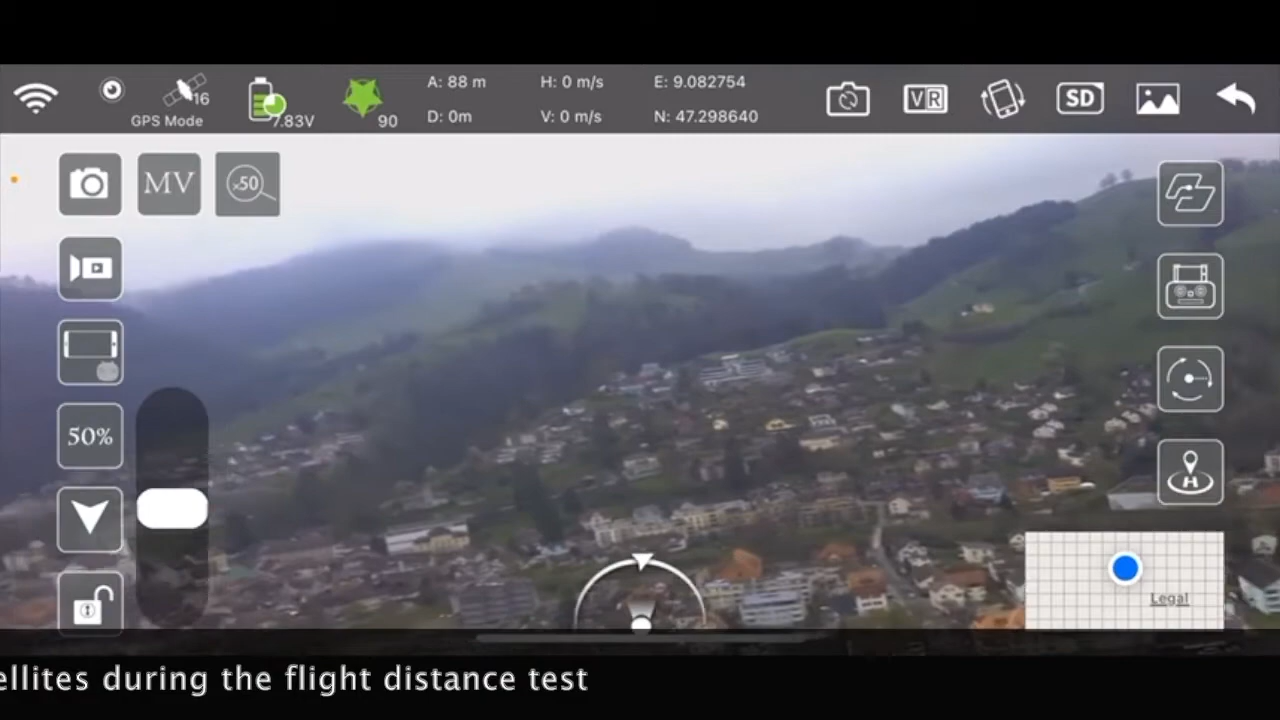 A: 88 m
H: 0 m/s
E: 9.082754
16
GPS Mode
7.83V
90
D: 0m
V: 0 m/s
N: 47.298640
VR
SD
MV
x50
50%
H
Legal
ellites during the flight distance test